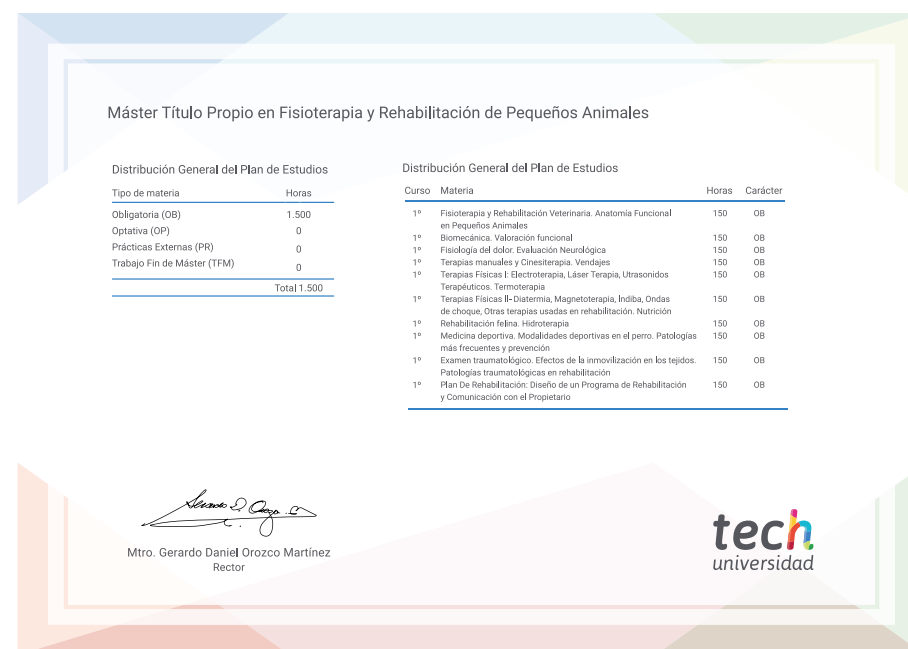 Máster Título Propio en Fisioterapia y Rehabilitación de Pequeños Animales
Distribución General del Plan de Estudios
Tipo de materia Horas
Obligatoria (OB) 1.500
Optativa (OP) 0
Prácticas Externas (PR) 0
Trabajo Fin de Máster (TFM) 0
Total 1.500
Distribución General del Plan de Estudios
Curso Materia Horas Carácter
1º Fisioterapia y Rehabilitación Veterinaria. Anatomía Funcional 150 OB
en Pequeños Animales
1º Biomecánica. Valoración funcional 150 OB
1º Fisiología del dolor. Evaluación Neurológica 150 OB
1º Terapias manuales y Cinesiterapia. Vendajes 150 OB
1º Terapias Físicas I: Electroterapia, Láser Terapia, Utrasonidos 150 OB
Terapéuticos. Termoterapia
1º Terapias Físicas II- Diatermia, Magnetoterapia, Indiba, Ondas 150 OB
de choque, Otras terapias usadas en rehabilitación. Nutrición
1º Rehabilitación felina. Hidroterapia 150 OB
1º Medicina deportiva. Modalidades deportivas en el perro. Patologías 150 OB
más frecuentes y prevención
1º Examen traumatológico. Efectos de la inmovilización en los tejidos. 150 OB
Patologías traumatológicas en rehabilitación
1º Plan De Rehabilitación: Diseño de un Programa de Rehabilitación 150 OB
y Comunicación con el Propietario
Mtro. Gerardo Daniel Orozco Martínez
Rector
tech
universidad